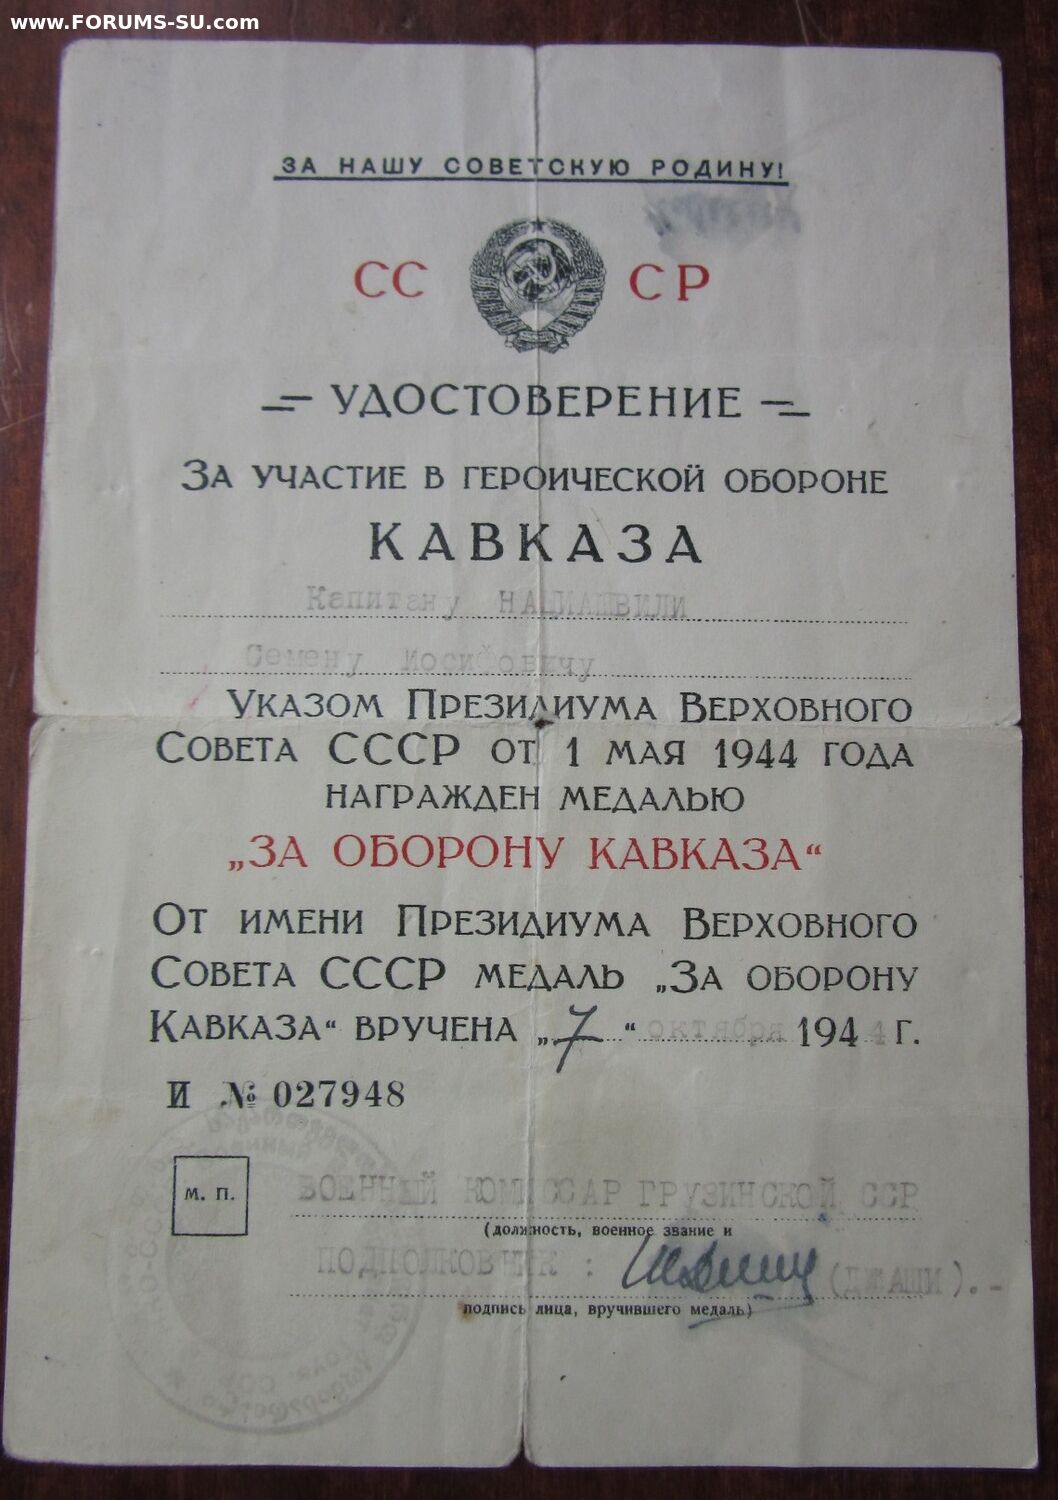 www.FORUMS-SU.com
ЗА НАШУ СОВЕТСКУЮ РОДИНУ!
СС СР
УДОСТОВЕРЕНИЕ
ЗА УЧАСТИЕ В ГЕРОИЧЕСКОЙ ОБОРОНЕ
КАВКАЗА
Капитану НАЦИАШВИЛИ
Семену Иосифовичу
УКАЗОМ ПРЕЗИДИУМА ВЕРХОВНОГО
СОВЕТА СССР ОТ 1 МАЯ 1944 ГОДА
НАГРАЖДЕН МЕДАЛЬЮ
„ЗА ОБОРОНУ КАВКАЗА“
ОТ ИМЕНИ ПРЕЗИДИУМА ВЕРХОВНОГО
СОВЕТА СССР МЕДАЛЬ „ЗА ОБОРОНУ
КАВКАЗА“ ВРУЧЕНА „7“ октября 1944 Г.
И № 027948
М. П.
ВОЕННЫЙ КОМИССАР ГРУЗИНСКОЙ ССР
(должность, военное звание и
ПОДПОЛКОВНИК : (ДЖАШИ).-
подпись лица, вручившего медаль)